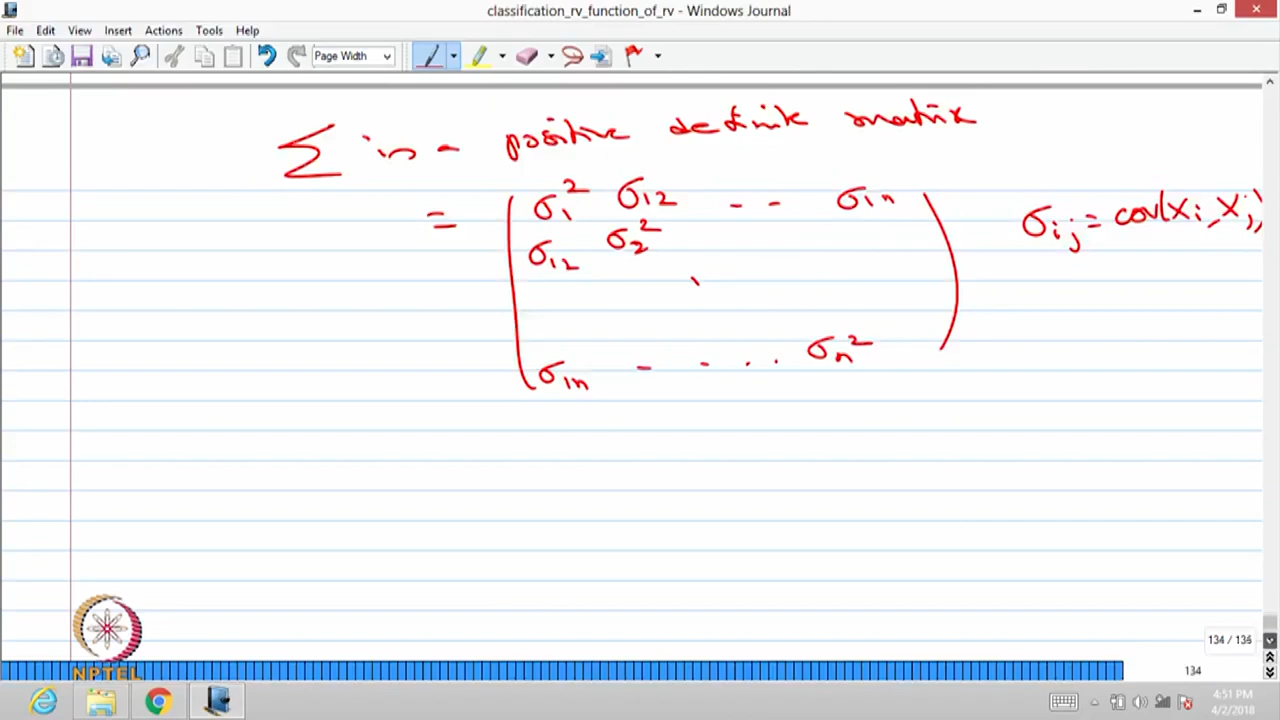 classification_rv_function_of_rv - Windows Journal
File Edit View Insert Actions Tools Help
Page Width
Σ is a positive definite matrix
= ( σ₁² σ₁₂ - - σ₁ₙ σᵢⱼ = cov(Xᵢ, Xⱼ)
σ₁₂ σ₂²
σ₁ₙ - - . . σₙ² )
134 / 136
NPTEL
134
4:51 PM
4/2/2018